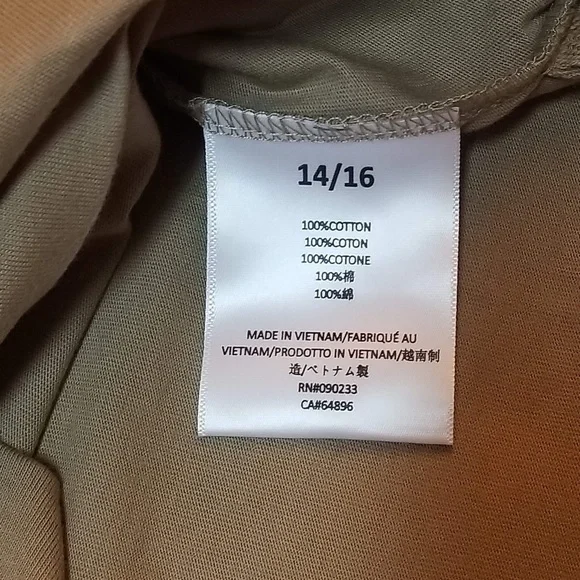 14/16
100%COTTON
100%COTON
100%COTONE
100%棉
100%綿
MADE IN VIETNAM/FABRIQUÉ AU
VIETNAM/PRODOTTO IN VIETNAM/越南制
造/ベトナム製
RN#090233
CA#64896